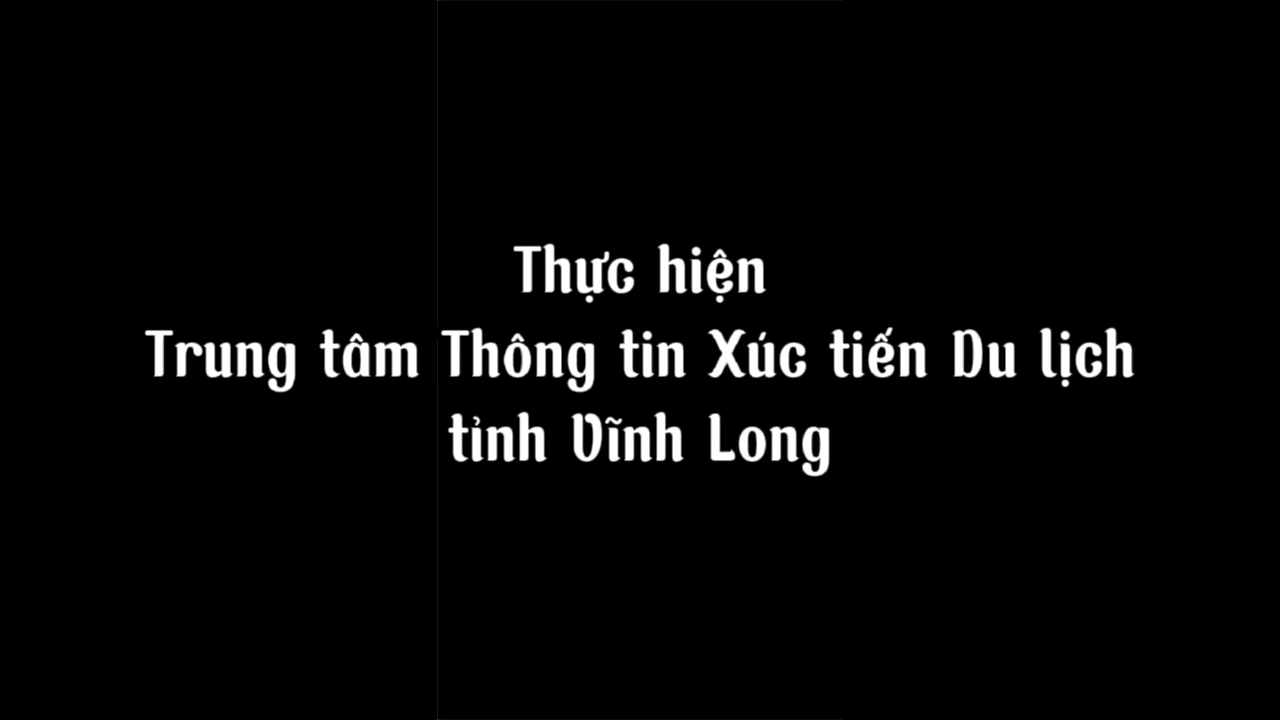 Thực hiện
Trung tâm Thông tin Xúc tiến Du lịch
tỉnh Vĩnh Long